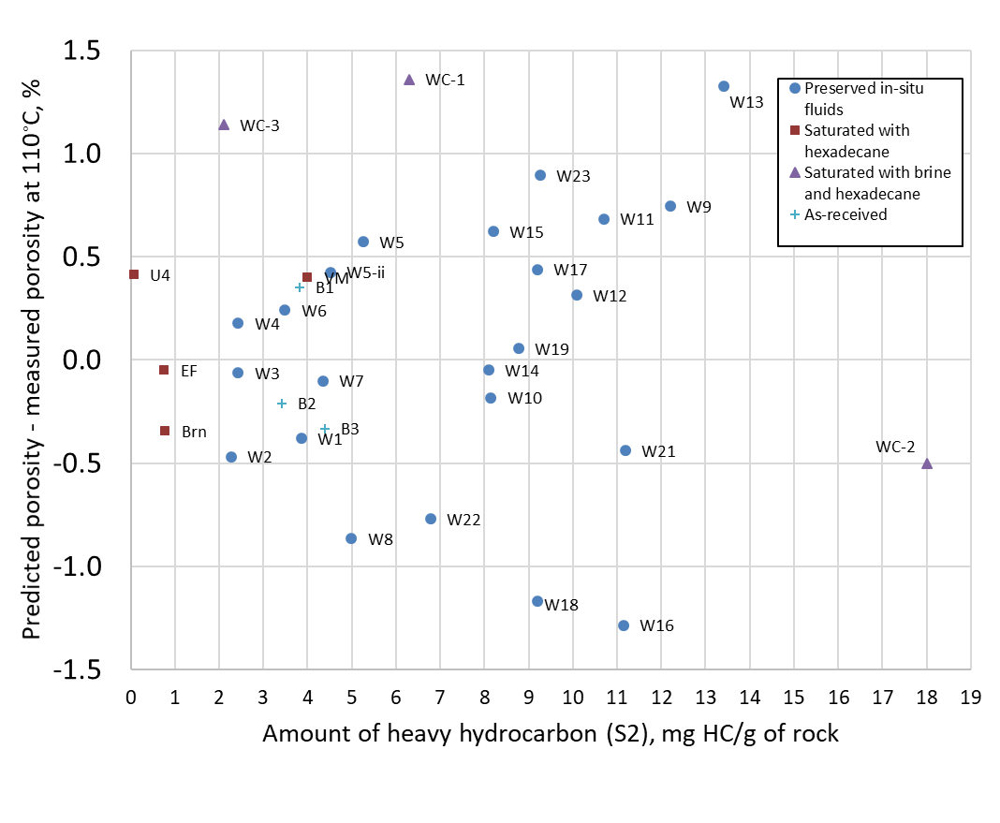 Predicted porosity - measured porosity at 110°C, %
1.5
1.0
0.5
0.0
-0.5
-1.0
-1.5
WC-1
W13
WC-3
W23
W9
W11
W15
W5
W17
W5-ii
U4
VM
B1
W12
W6
W4
W19
EF
W14
W3
W7
W10
B2
B3
Brn
W1
WC-2
W21
W2
W22
W8
W18
W16
Preserved in-situ
fluids
Saturated with
hexadecane
Saturated with brine
and hexadecane
As-received
0 1 2 3 4 5 6 7 8 9 10 11 12 13 14 15 16 17 18 19
Amount of heavy hydrocarbon (S2), mg HC/g of rock